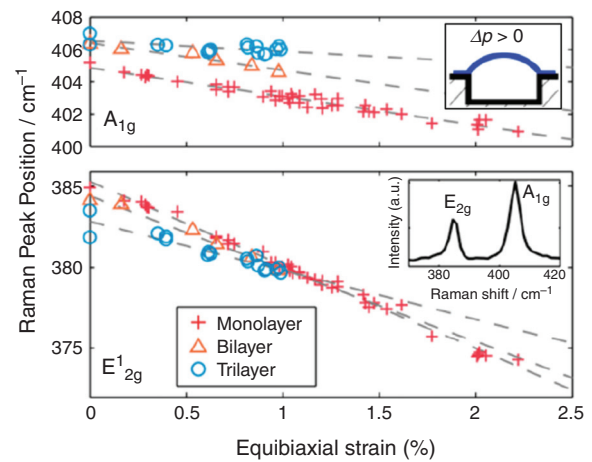 408
406
404
402
400
A1g
Δp > 0
Raman Peak Position / cm−1
385
380
375
E12g
Intensity (a.u.)
E2g
A1g
380
400
420
Raman shift / cm−1
Monolayer
Bilayer
Trilayer
0
0.5
1
1.5
2
2.5
Equibiaxial strain (%)